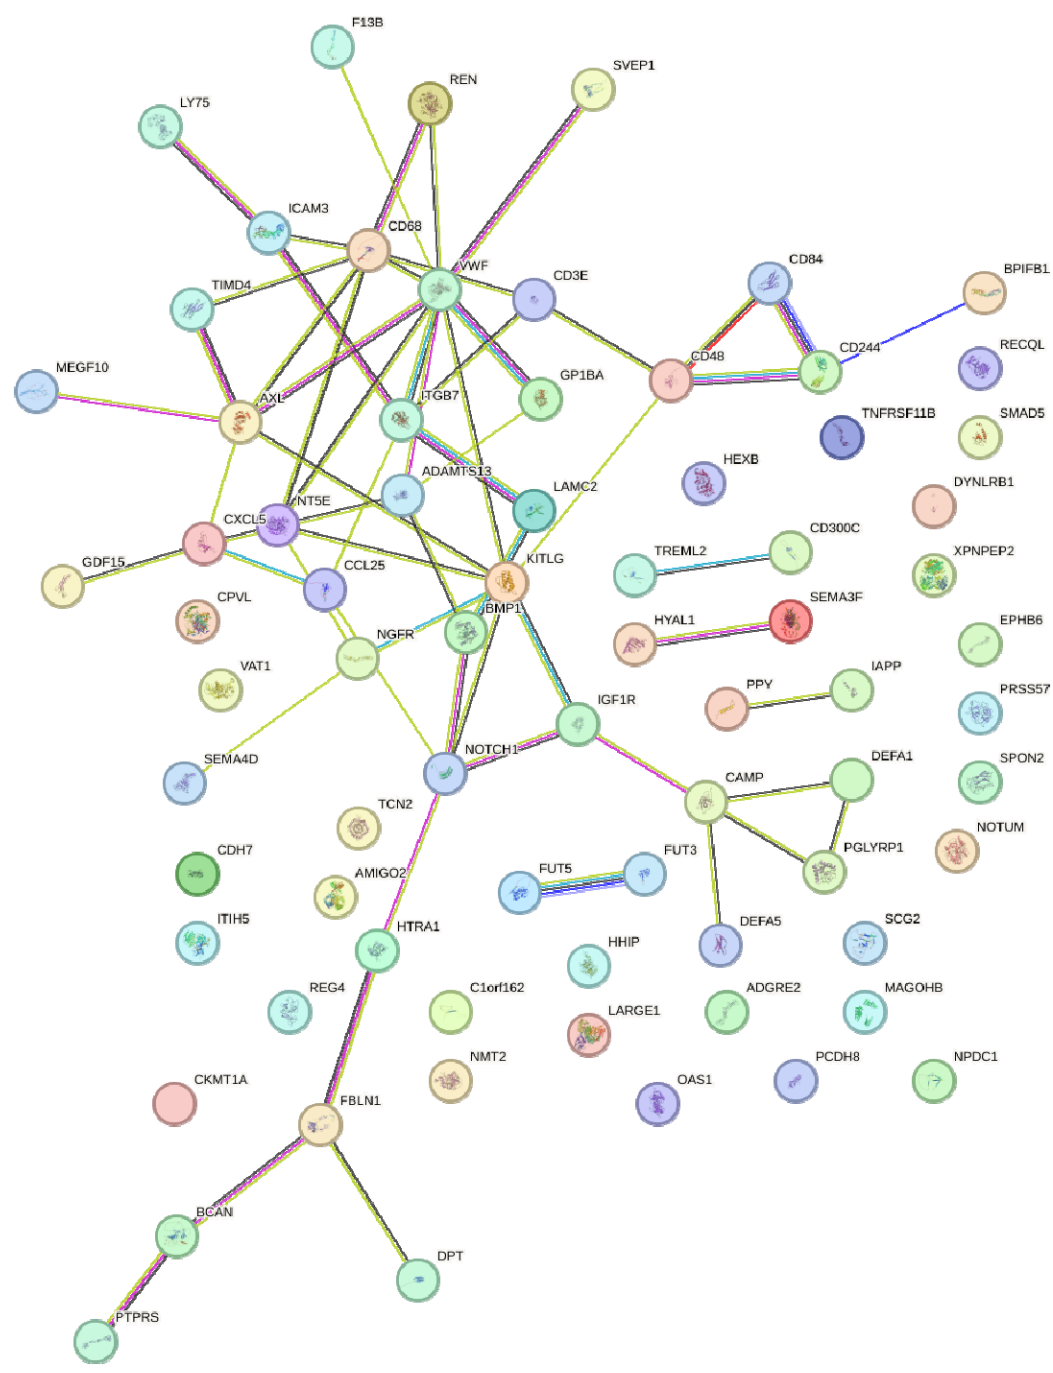 F13B
REN
SVEP1
LY75
ICAM3
CD68
VWF
CD3E
CD84
BPIFB1
TIMD4
RECQL
CD244
CD48
MEGF10
GP1BA
AXL
ITGB7
TNFRSF11B
SMAD5
HEXB
ADAMTS13
LAMC2
DYNLRB1
NT5E
CXCL5
CD300C
TREML2
XPNPEP2
KITLG
GDF15
CCL25
CPVL
BMP1
HYAL1
SEMA3F
EPHB6
NGFR
VAT1
IAPP
PPY
PRSS57
IGF1R
NOTCH1
SEMA4D
CAMP
DEFA1
SPON2
TCN2
NOTUM
PGLYRP1
CDH7
AMIGO2
FUT5
FUT3
ITIH5
HTRA1
DEFA5
SCG2
HHIP
REG4
C1orf162
ADGRE2
MAGOHB
LARGE1
CKMT1A
NMT2
OAS1
PCDH8
NPDC1
FBLN1
BCAN
DPT
PTPRS